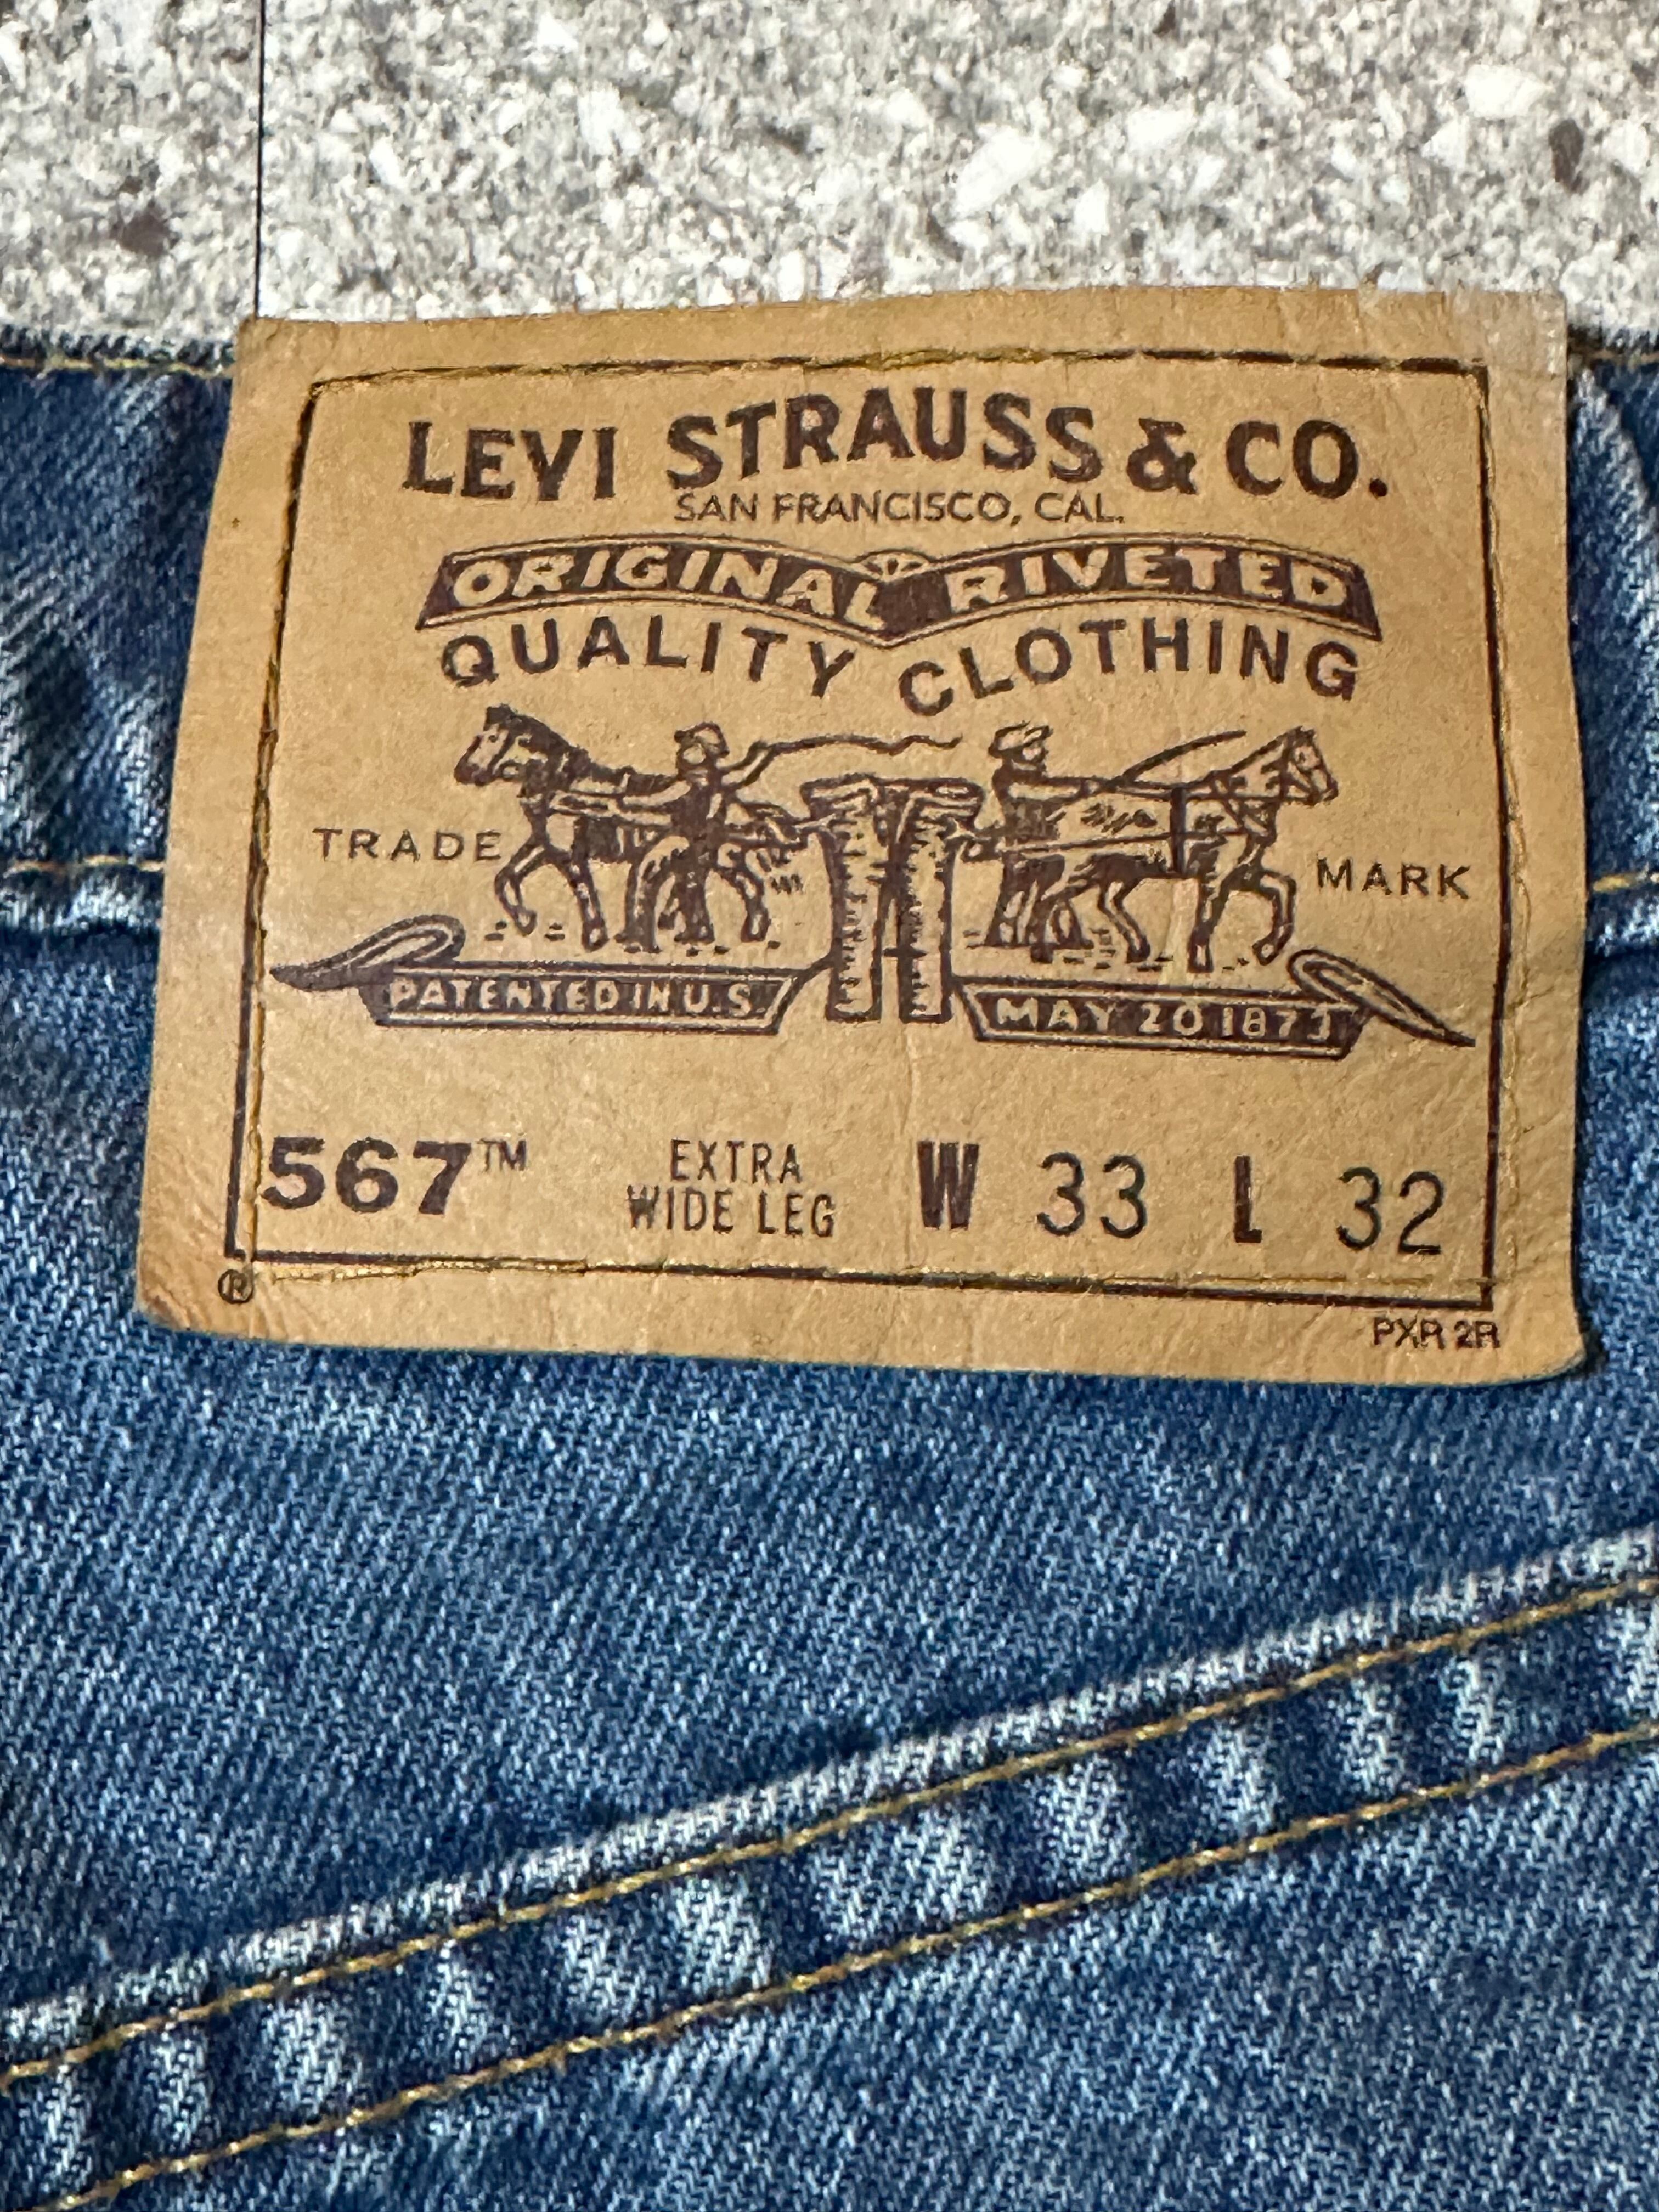 LEVI STRAUSS & CO.
SAN FRANCISCO, CAL.
ORIGINAL RIVETED
QUALITY CLOTHING
TRADE MARK
PATENTED IN U.S. MAY 20 1873
567™ EXTRA WIDE LEG W 33 L 32
®
PXR 2R